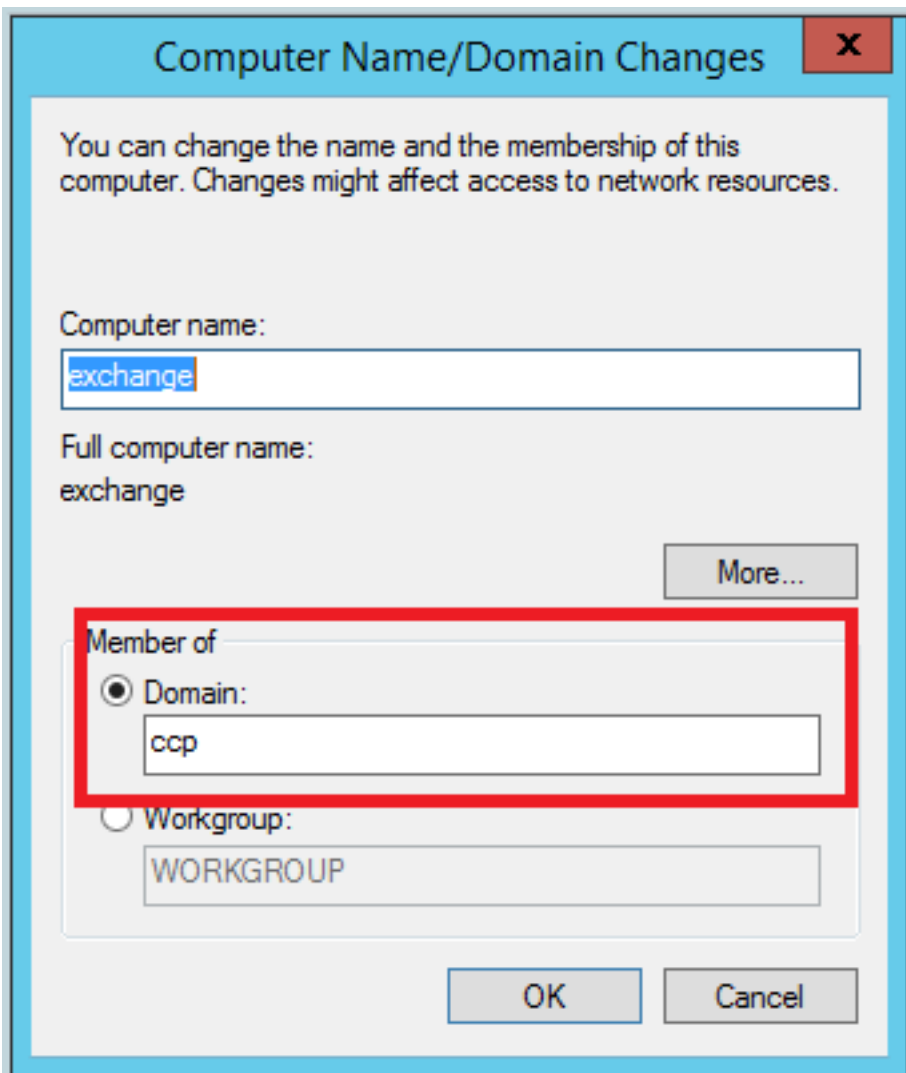 Computer Name/Domain Changes
x
You can change the name and the membership of this
computer. Changes might affect access to network resources.
Computer name:
exchange
Full computer name:
exchange
More...
Member of
Domain:
ccp
Workgroup:
WORKGROUP
OK
Cancel